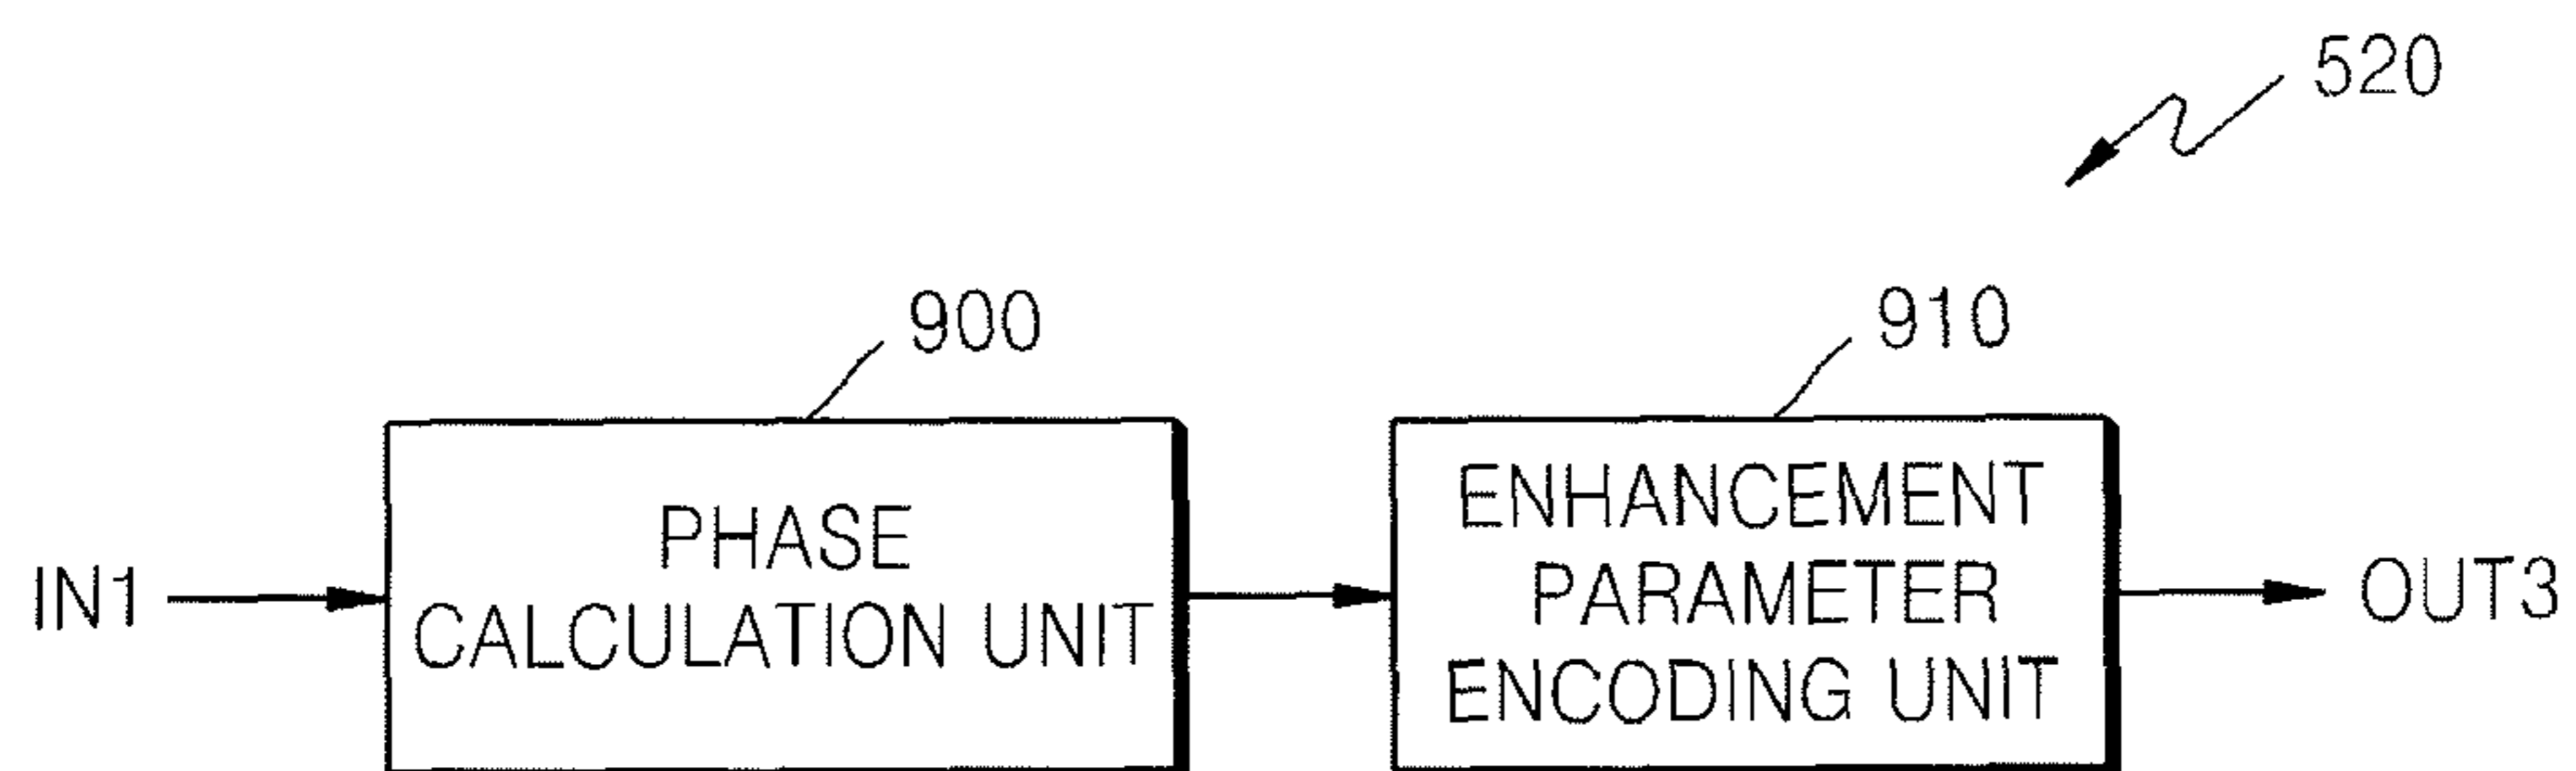 520
900
910
IN1
PHASE
CALCULATION UNIT
ENHANCEMENT
PARAMETER
ENCODING UNIT
OUT3